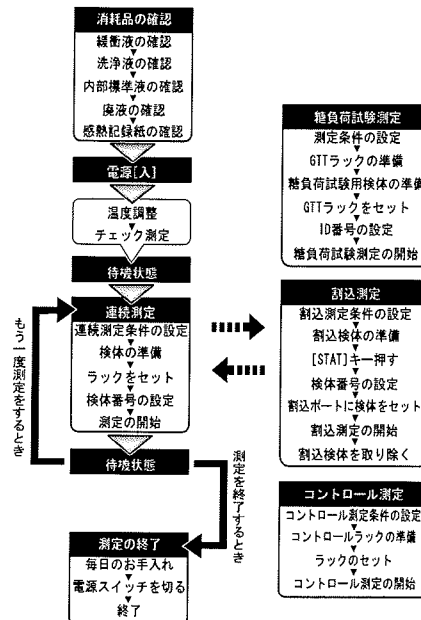 消耗品の確認
緩衝液の確認
洗浄液の確認
内部標準液の確認
廃液の確認
感熱記録紙の確認
電源[入]
温度調整
チェック測定
待機状態
連続測定
連続測定条件の設定
検体の準備
ラックをセット
検体番号の設定
測定の開始
待機状態
もう一度測定をするとき
測定を終了するとき
測定の終了
毎日のお手入れ
電源スイッチを切る
終了
糖負荷試験測定
測定条件の設定
GTTラックの準備
糖負荷試験用検体の準備
GTTラックをセット
ID番号の設定
糖負荷試験測定の開始
割込測定
割込測定条件の設定
割込検体の準備
[STAT]キー押す
検体番号の設定
割込ポートに検体をセット
割込測定の開始
割込検体を取り除く
コントロール測定
コントロール測定条件の設定
コントロールラックの準備
ラックのセット
コントロール測定の開始